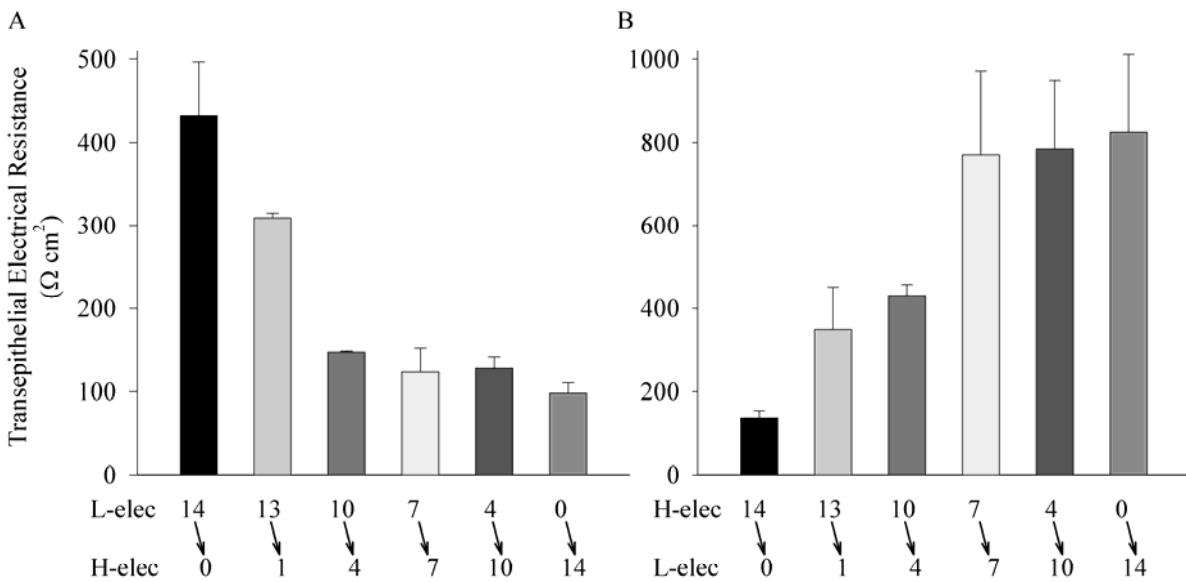 A
Transepithelial Electrical Resistance
(Ω cm²)
500
400
300
200
100
0
L-elec 14 13 10 7 4 0
H-elec 0 1 4 7 10 14
B
1000
800
600
400
200
0
H-elec 14 13 10 7 4 0
L-elec 0 1 4 7 10 14